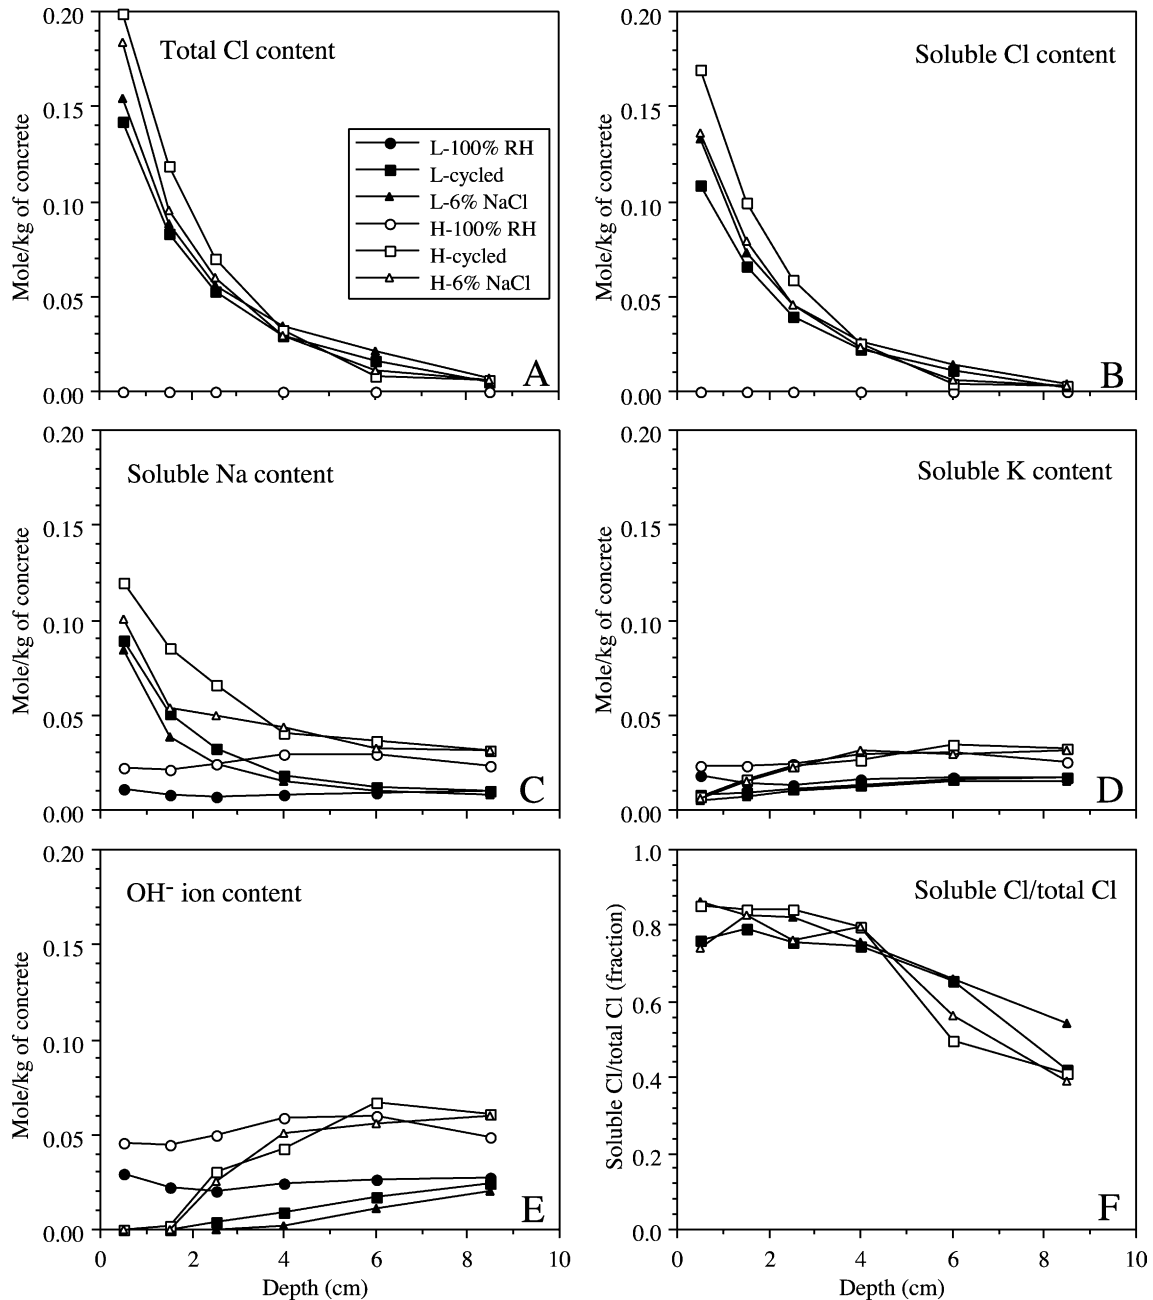 0.20
0.15
0.10
0.05
0.00
Mole/kg of concrete
Total Cl content
L-100% RH
L-cycled
L-6% NaCl
H-100% RH
H-cycled
H-6% NaCl
A
0.20
0.15
0.10
0.05
0.00
Mole/kg of concrete
Soluble Cl content
B
0.20
0.15
0.10
0.05
0.00
Mole/kg of concrete
Soluble Na content
C
0.20
0.15
0.10
0.05
0.00
Mole/kg of concrete
Soluble K content
D
0.20
0.15
0.10
0.05
0.00
Mole/kg of concrete
OH⁻ ion content
E
0 2 4 6 8 10
Depth (cm)
1.0
0.8
0.6
0.4
0.2
0.0
Soluble Cl/total Cl (fraction)
Soluble Cl/total Cl
F
0 2 4 6 8 10
Depth (cm)